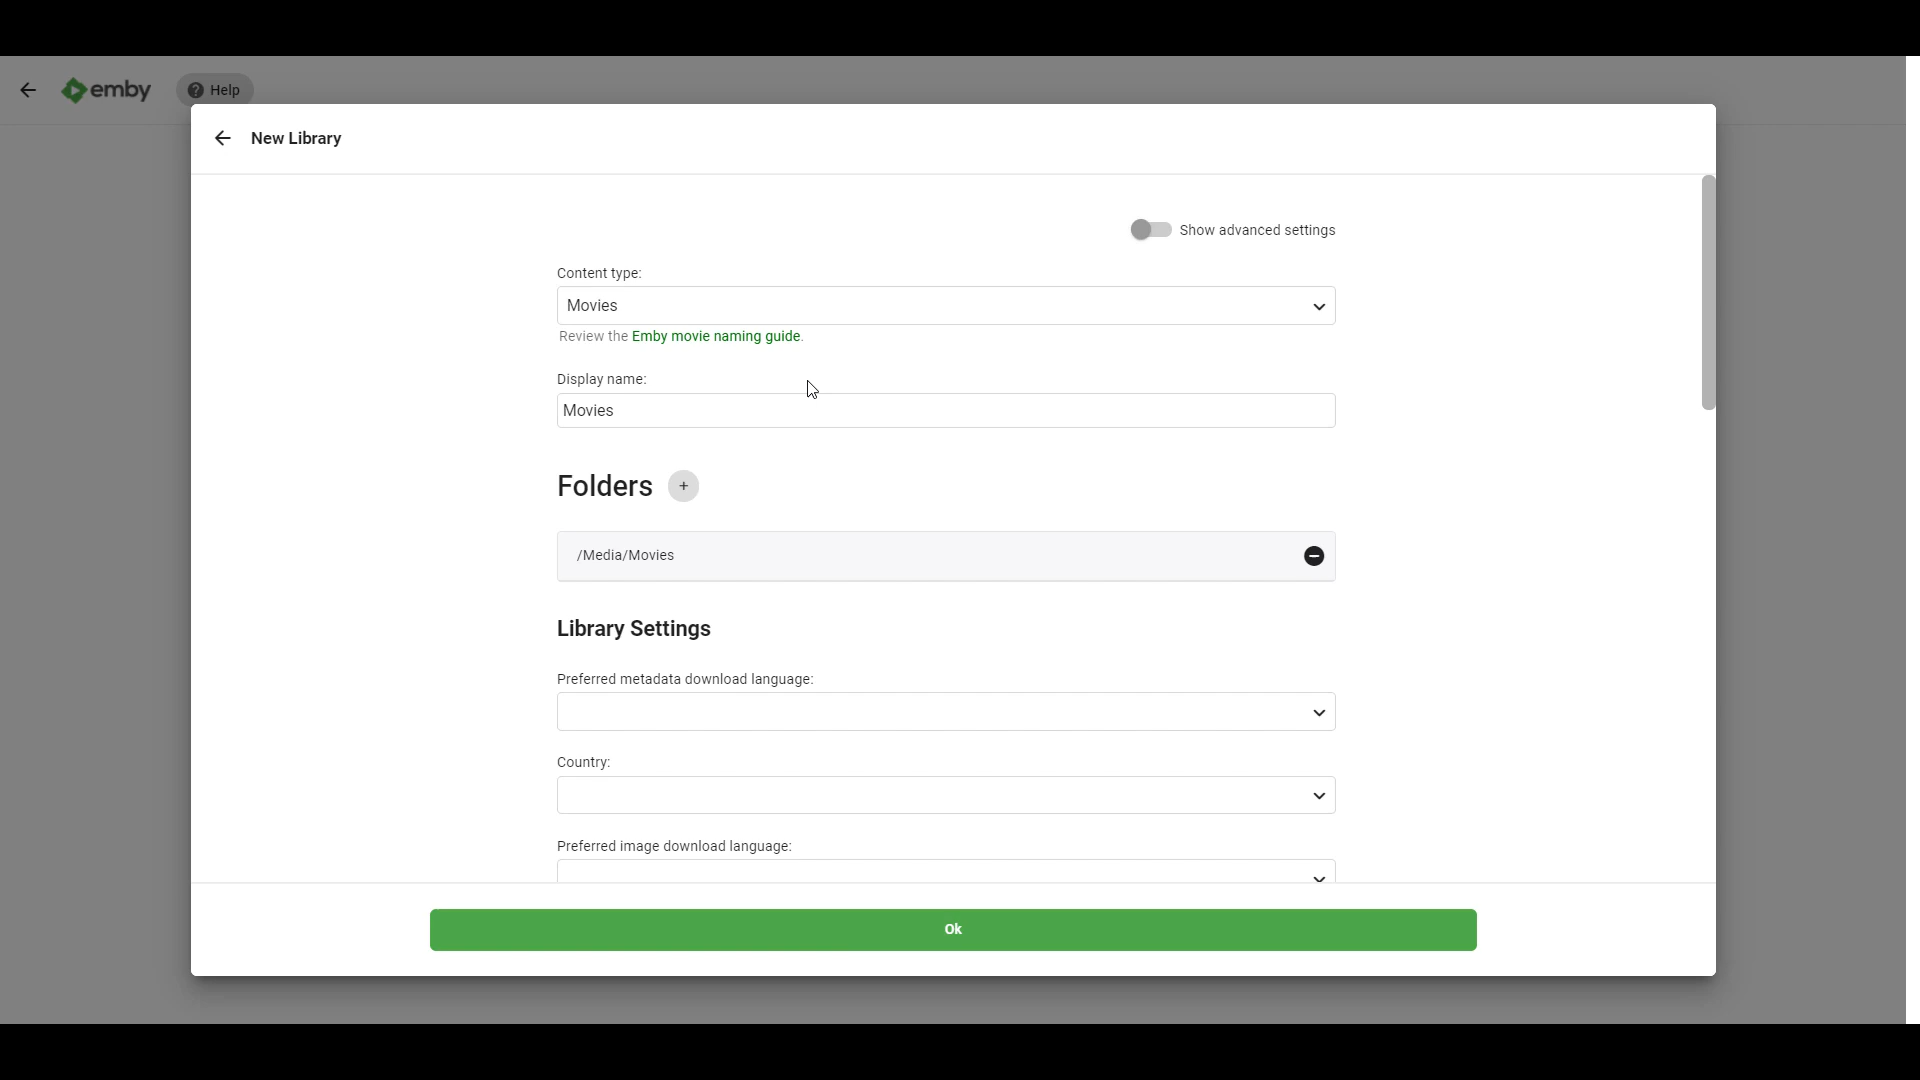 emby
Help
New Library
Show advanced settings
Content type:
Movies
Review the Emby movie naming guide.
Display name:
Movies
Folders +
/Media/Movies
Library Settings
Preferred metadata download language:
Country:
Preferred image download language:
Ok